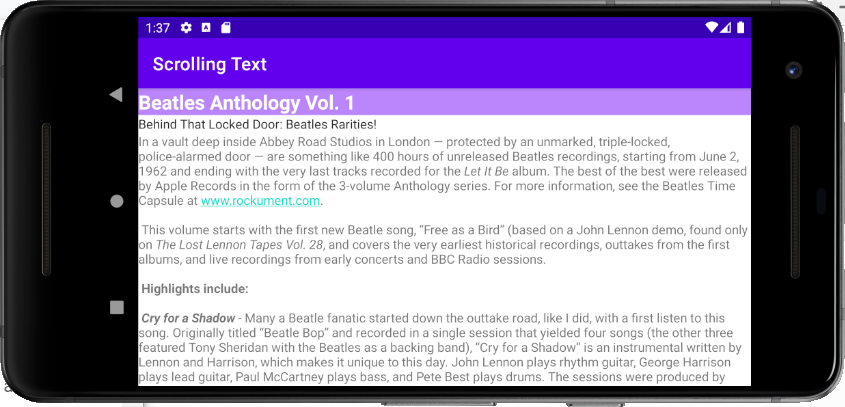 1:37
Scrolling Text
Beatles Anthology Vol. 1
Behind That Locked Door: Beatles Rarities!
In a vault deep inside Abbey Road Studios in London — protected by an unmarked, triple-locked,
police-alarmed door — are something like 400 hours of unreleased Beatles recordings, starting from June 2,
1962 and ending with the very last tracks recorded for the Let It Be album. The best of the best were released
by Apple Records in the form of the 3-volume Anthology series. For more information, see the Beatles Time
Capsule at www.rockument.com.
This volume starts with the first new Beatle song, “Free as a Bird” (based on a John Lennon demo, found only
on The Lost Lennon Tapes Vol. 28, and covers the very earliest historical recordings, outtakes from the first
albums, and live recordings from early concerts and BBC Radio sessions.
Highlights include:
Cry for a Shadow - Many a Beatle fanatic started down the outtake road, like I did, with a first listen to this
song. Originally titled “Beatle Bop” and recorded in a single session that yielded four songs (the other three
featured Tony Sheridan with the Beatles as a backing band), “Cry for a Shadow” is an instrumental written by
Lennon and Harrison, which makes it unique to this day. John Lennon plays rhythm guitar, George Harrison
plays lead guitar, Paul McCartney plays bass, and Pete Best plays drums. The sessions were produced by